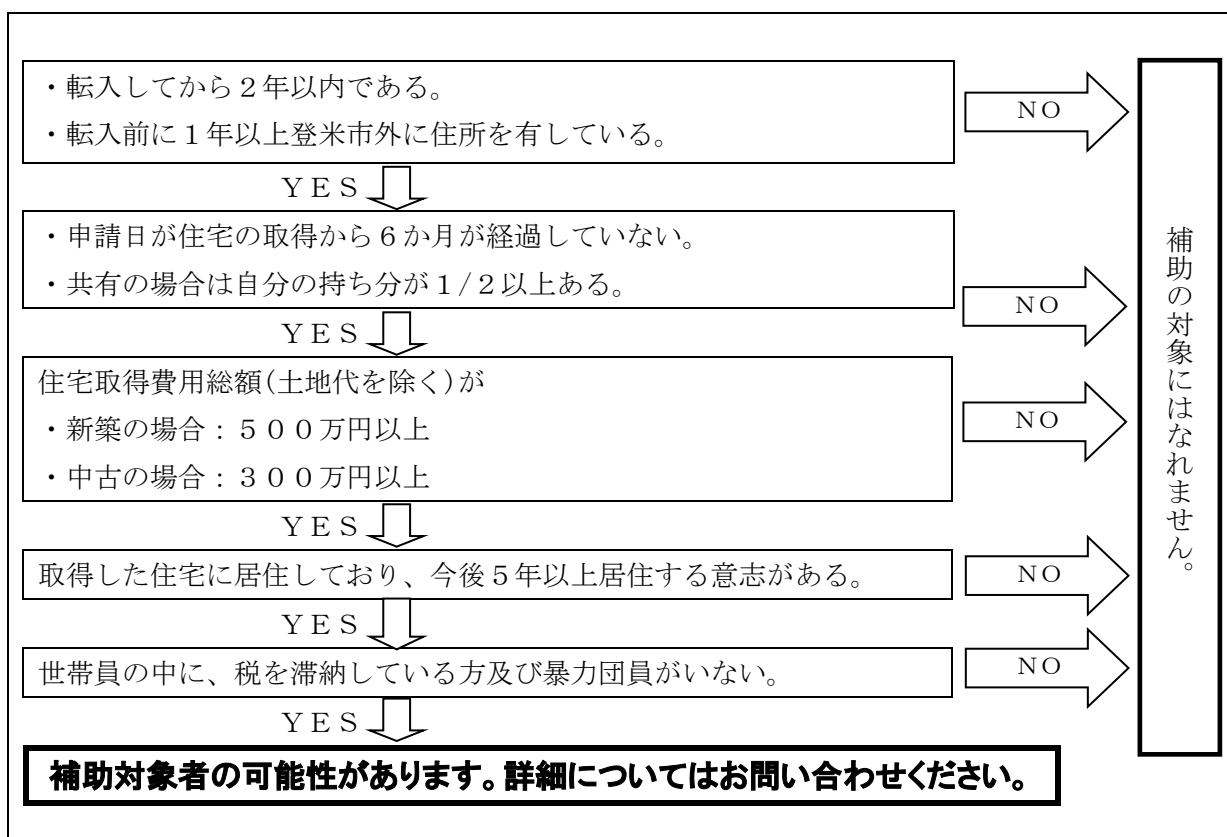 ・転入してから２年以内である。
・転入前に１年以上登米市外に住所を有している。
ＮＯ
ＹＥＳ
・申請日が住宅の取得から６か月が経過していない。
・共有の場合は自分の持ち分が１/２以上ある。
ＮＯ
ＹＥＳ
住宅取得費用総額(土地代を除く)が
・新築の場合：５００万円以上
・中古の場合：３００万円以上
ＮＯ
ＹＥＳ
取得した住宅に居住しており、今後５年以上居住する意志がある。
ＮＯ
ＹＥＳ
世帯員の中に、税を滞納している方及び暴力団員がいない。
ＮＯ
ＹＥＳ
補助対象者の可能性があります。詳細についてはお問い合わせください。
補助の対象にはなれません。